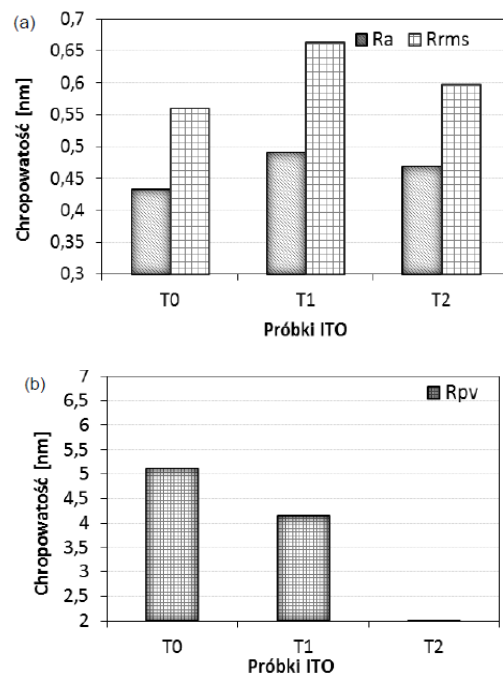 (a)
Ra Rrms
Chropowatość [nm]
0,7
0,65
0,6
0,55
0,5
0,45
0,4
0,35
0,3
T0 T1 T2
Próbki ITO
(b)
Rpv
Chropowatość [nm]
7
6,5
6
5,5
5
4,5
4
3,5
3
2,5
2
T0 T1 T2
Próbki ITO